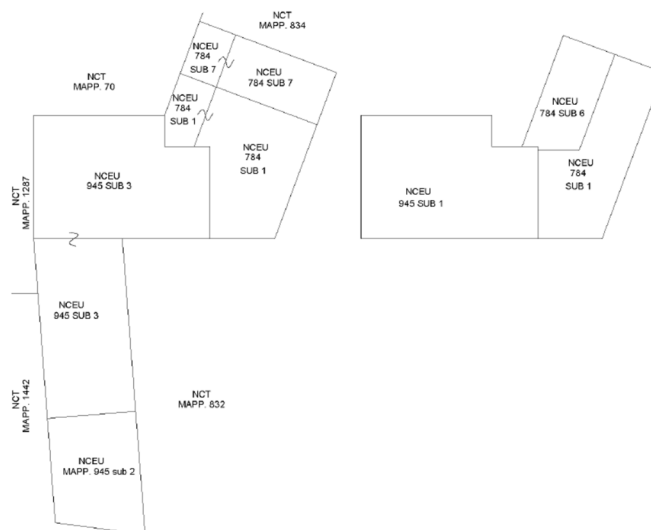 NCT
MAPP. 834
NCEU
784
SUB 7
NCEU
784 SUB 7
NCT
MAPP. 70
NCEU
784
SUB 1
NCEU
784
SUB 1
NCEU
945 SUB 3
NCT
MAPP. 1287
NCEU
945 SUB 3
NCT
MAPP. 1442
NCT
MAPP. 832
NCEU
MAPP. 945 sub 2
NCEU
784 SUB 6
NCEU
784
SUB 1
NCEU
945 SUB 1